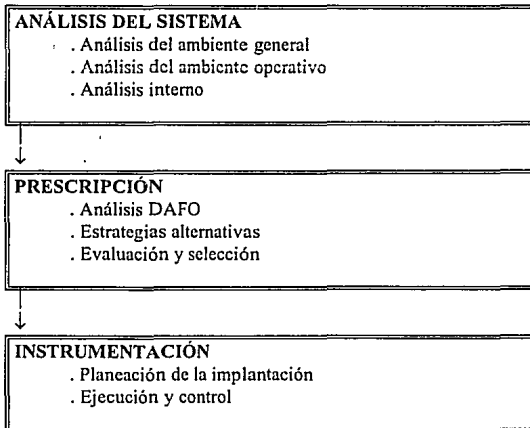 ANÁLISIS DEL SISTEMA
. Análisis del ambiente general
. Análisis del ambiente operativo
. Análisis interno
PRESCRIPCIÓN
. Análisis DAFO
. Estrategias alternativas
. Evaluación y selección
INSTRUMENTACIÓN
. Planeación de la implantación
. Ejecución y control